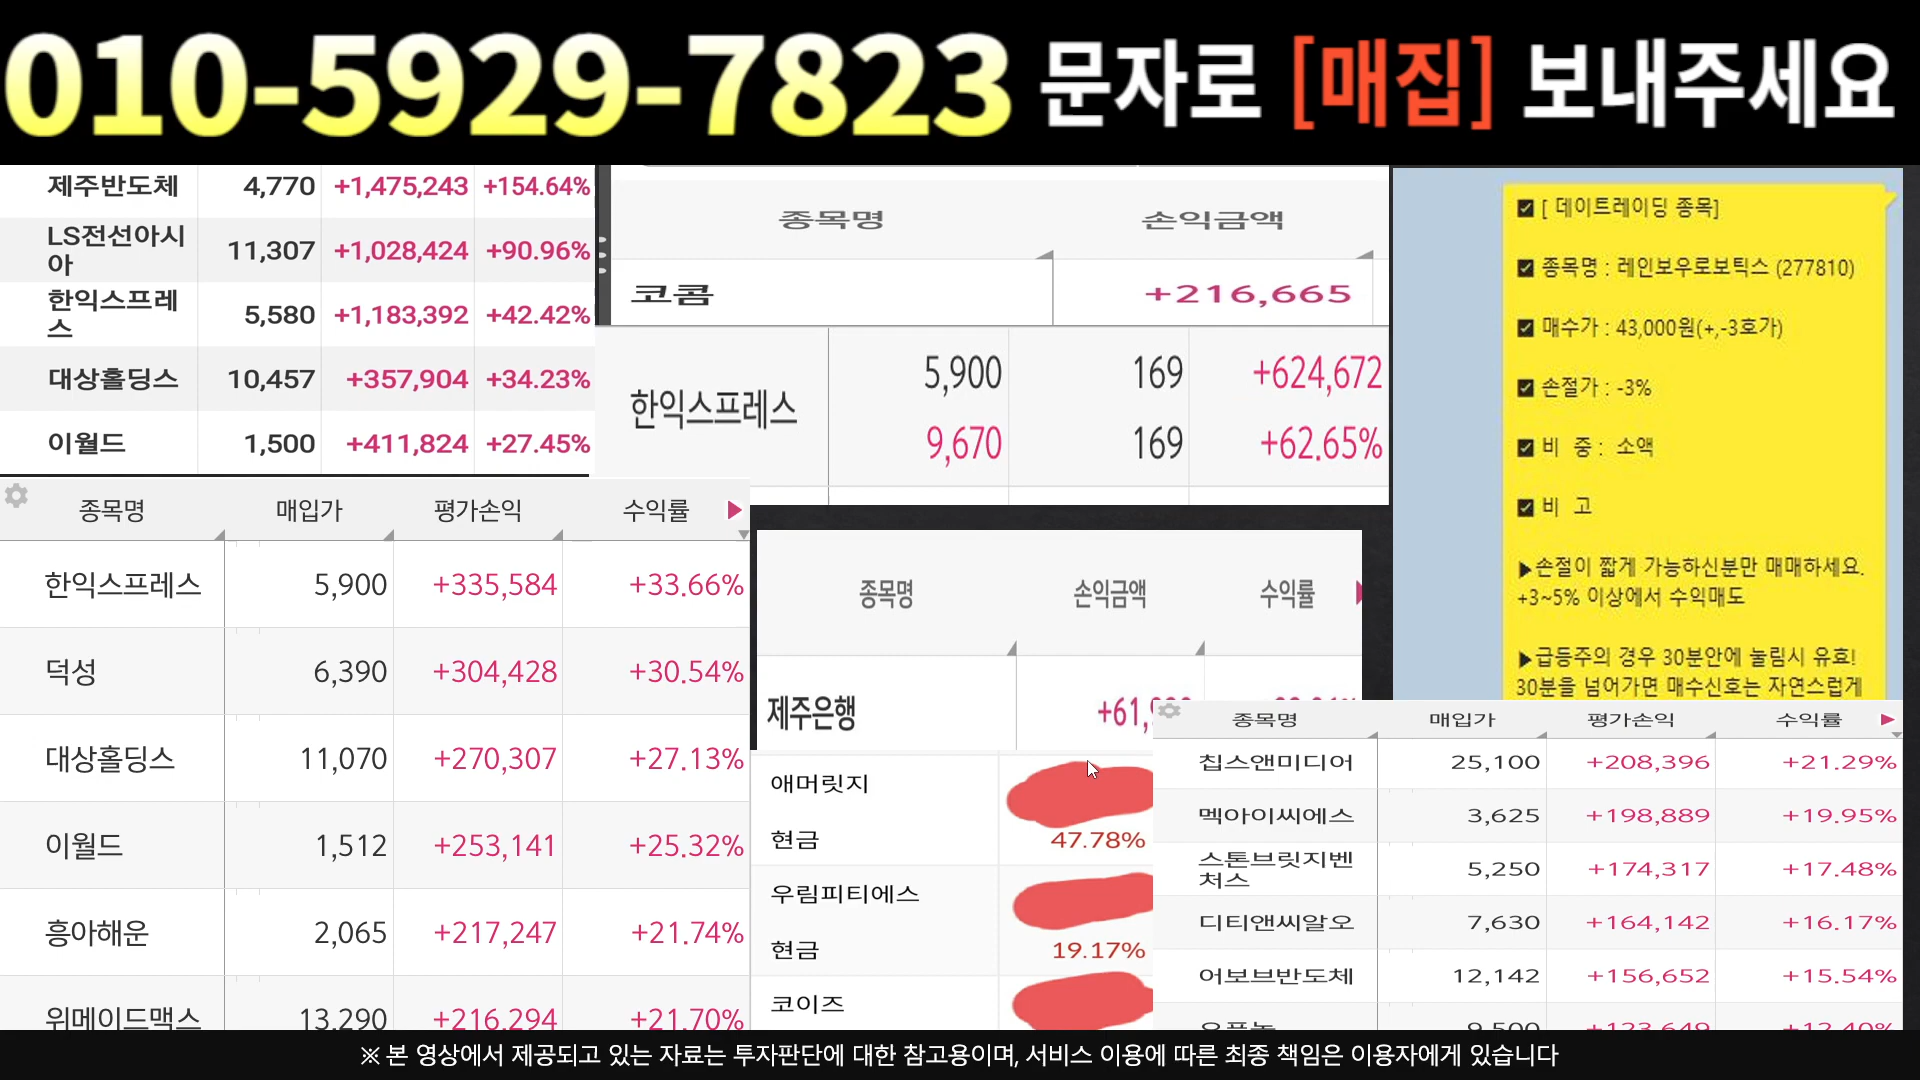 010-5929-7823 문자로 [매집] 보내주세요
제주반도체 4,770 +1,475,243 +154.64%
LS전선아시
아 11,307 +1,028,424 +90.96%
한익스프레
스 5,580 +1,183,392 +42.42%
대상홀딩스 10,457 +357,904 +34.23%
이월드 1,500 +411,824 +27.45%
종목명 손익금액
코콤 +216,665
한익스프레스 5,900 169 +624,672
9,670 169 +62.65%
☑ [ 데이트레이딩 종목]
☑ 종목명 : 레인보우로보틱스 (277810)
☑ 매수가 : 43,000원(+,-3호가)
☑ 손절가 : -3%
☑ 비 중 : 소액
☑ 비 고
▶손절이 짧게 가능하신분만 매매하세요.
+3~5% 이상에서 수익매도
▶급등주의 경우 30분안에 눌림시 유효!
30분을 넘어가면 매수신호는 자연스럽게
종목명 매입가 평가손익 수익률
한익스프레스 5,900 +335,584 +33.66%
덕성 6,390 +304,428 +30.54%
대상홀딩스 11,070 +270,307 +27.13%
이월드 1,512 +253,141 +25.32%
흥아해운 2,065 +217,247 +21.74%
위메이드맥스 13,290 +216,294 +21.70%
종목명 손익금액 수익률
제주은행 +61,
애머릿지
현금 47.78%
우림피티에스
현금 19.17%
코이즈
종목명 매입가 평가손익 수익률
칩스앤미디어 25,100 +208,396 +21.29%
멕아이씨에스 3,625 +198,889 +19.95%
스톤브릿지벤
처스 5,250 +174,317 +17.48%
디티앤씨알오 7,630 +164,142 +16.17%
어보브반도체 12,142 +156,652 +15.54%
※ 본 영상에서 제공되고 있는 자료는 투자판단에 대한 참고용이며, 서비스 이용에 따른 최종 책임은 이용자에게 있습니다